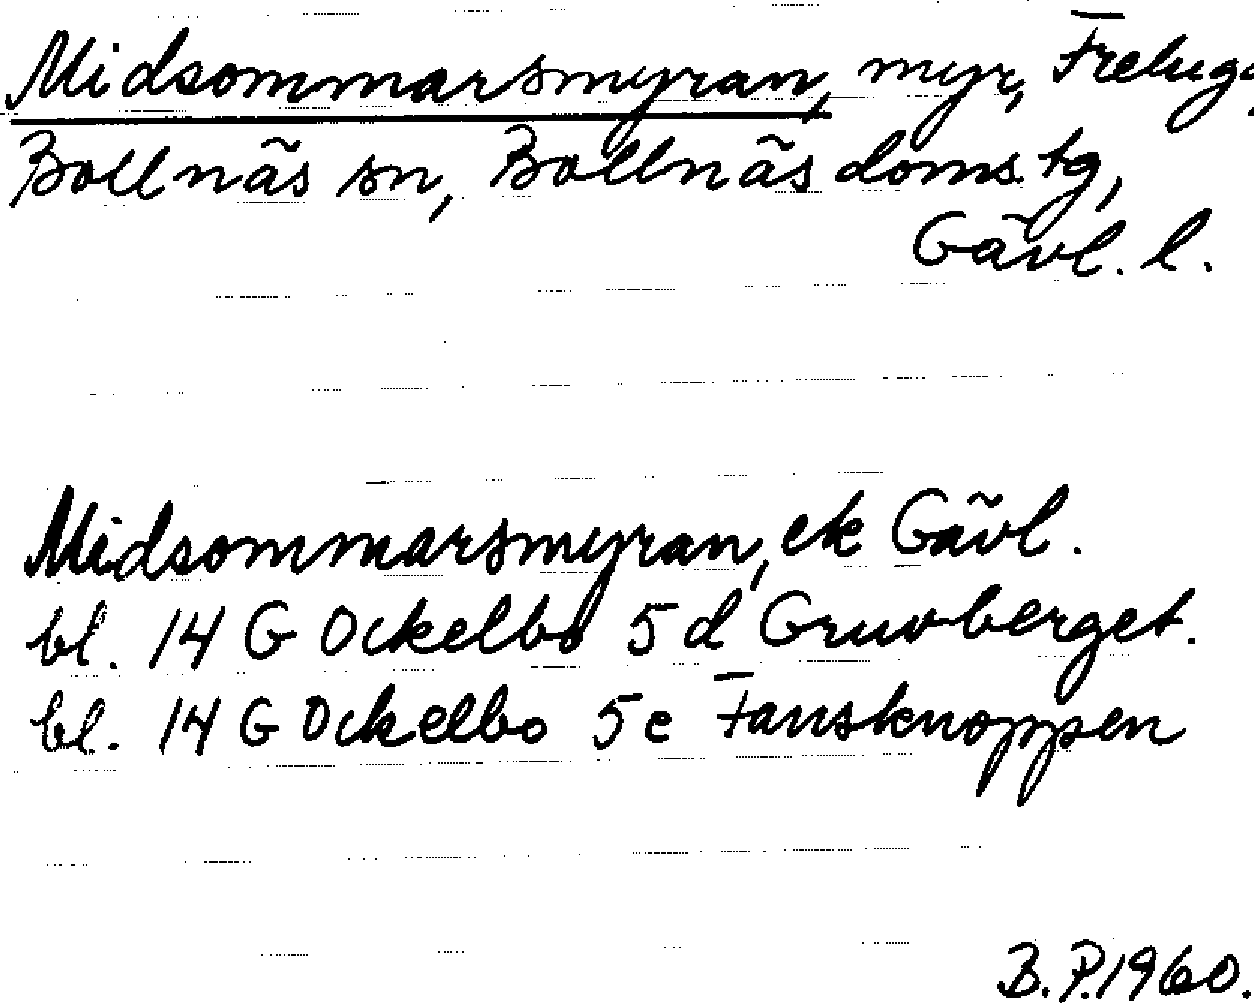 Midsommarsmyran, myr, Freluga,
Bollnäs sn, Bollnäs doms. tg,
Gävl. l.
Midsommarsmyran, ek Gävl.
bl. 14 G Ockelbo 5 d Gruvberget.
bl. 14 G Ockelbo 5 e Fansknoppen
B. P. 1960.